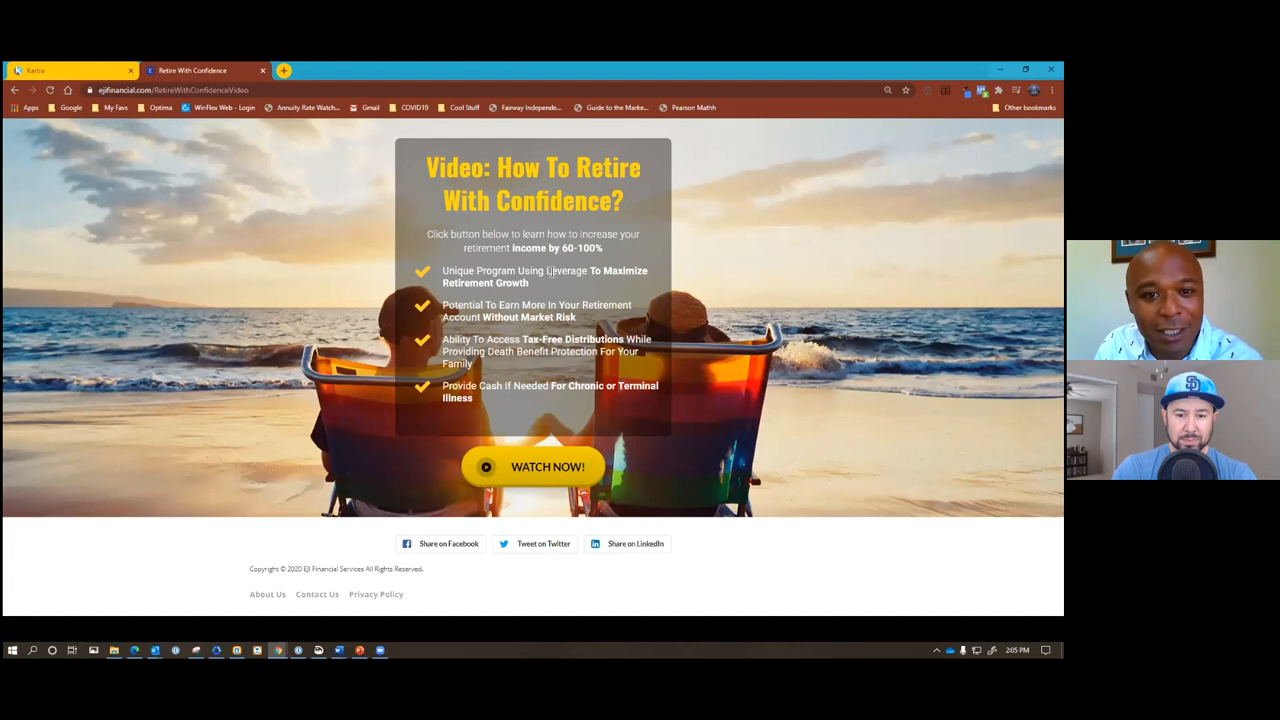 Kartra
Retire With Confidence
ejifinancial.com/RetireWithConfidenceVideo
Apps Google My Favs Optima WinFlex Web - Login Annuity Rate Watch... Gmail COVID19 Cool Stuff Fairway Independe... Guide to the Marke... Pearson Mathh Other bookmarks
Video: How To Retire
With Confidence?
Click button below to learn how to increase your
retirement income by 60-100%
Unique Program Using Leverage To Maximize
Retirement Growth
Potential To Earn More In Your Retirement
Account Without Market Risk
Ability To Access Tax-Free Distributions While
Providing Death Benefit Protection For Your
Family
Provide Cash If Needed For Chronic or Terminal
Illness
WATCH NOW!
Share on Facebook Tweet on Twitter Share on LinkedIn
Copyright © 2020 EJI Financial Services All Rights Reserved.
About Us Contact Us Privacy Policy
2:05 PM
SD